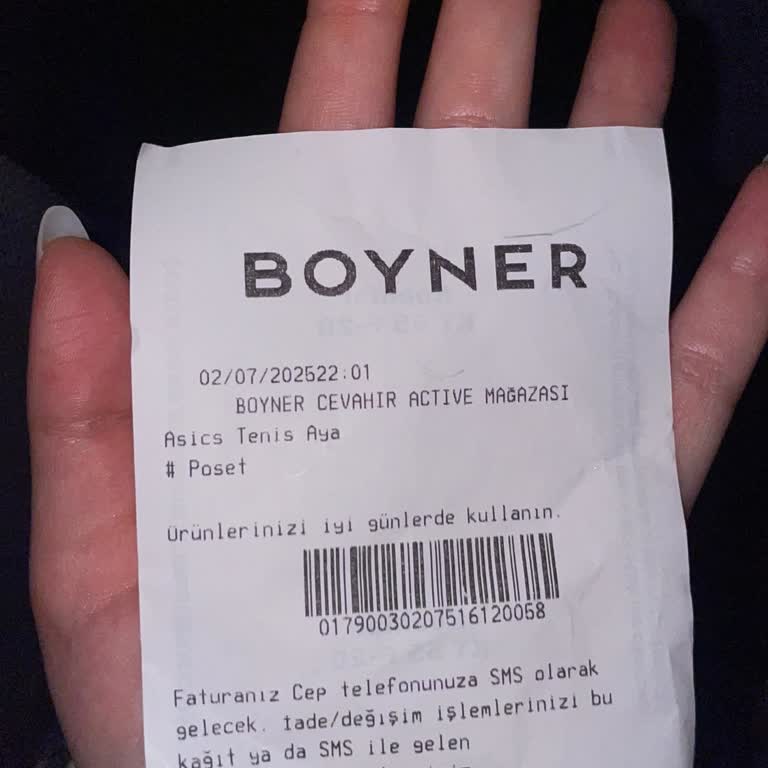 BOYNER
02/07/202522:01
BOYNER CEVAHIR ACTIVE MAĞAZASI
Asics Tenis Aya
# Poset
Ürünlerinizi iyi günlerde kullanın.
01790030207516120058
Faturanız Cep telefonunuza SMS olarak
gelecek. İade/değişim işlemlerinizi bu
kağıt ya da SMS ile gelen